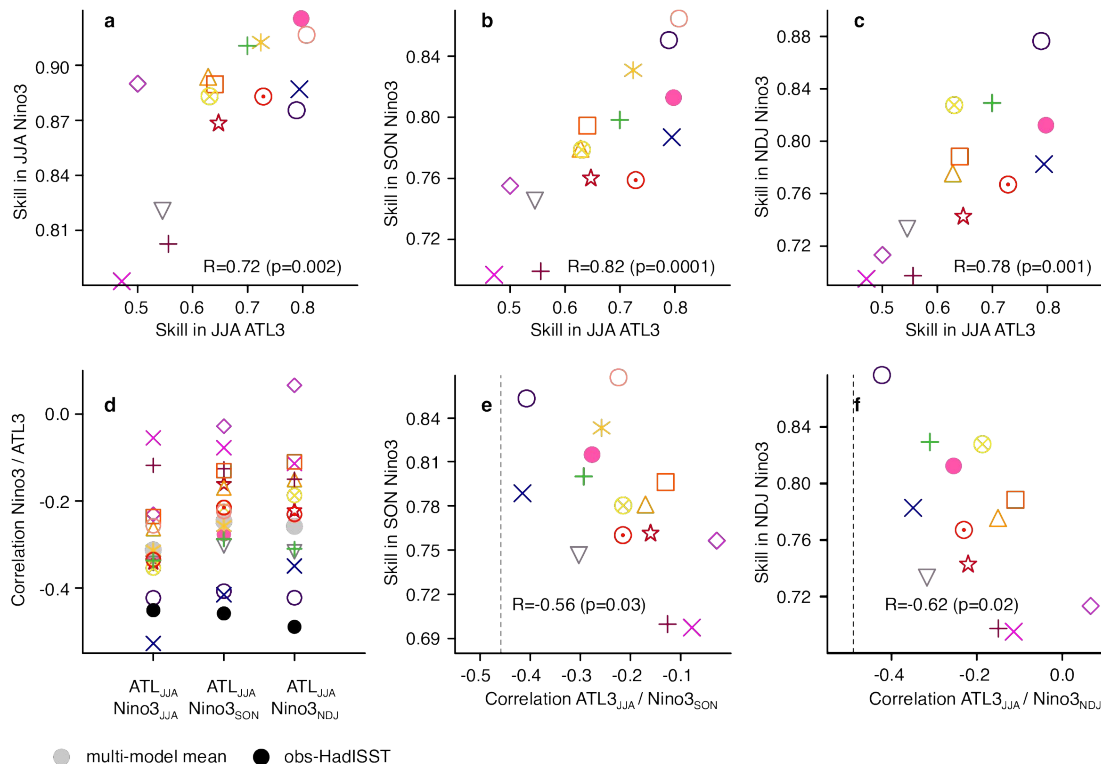 a
Skill in JJA Nino3
0.90
0.87
0.84
0.81
R=0.72 (p=0.002)
0.5 0.6 0.7 0.8
Skill in JJA ATL3
b
Skill in SON Nino3
0.84
0.80
0.76
0.72
R=0.82 (p=0.0001)
0.5 0.6 0.7 0.8
Skill in JJA ATL3
c
Skill in NDJ Nino3
0.88
0.84
0.80
0.76
0.72
R=0.78 (p=0.001)
0.5 0.6 0.7 0.8
Skill in JJA ATL3
d
Correlation Nino3 / ATL3
0.0
-0.2
-0.4
ATLJJA ATLJJA ATLJJA
Nino3JJA Nino3SON Nino3NDJ
e
Skill in SON Nino3
0.84
0.81
0.78
0.75
0.72
0.69
R=-0.56 (p=0.03)
-0.5 -0.4 -0.3 -0.2 -0.1
Correlation ATL3JJA / Nino3SON
f
Skill in NDJ Nino3
0.84
0.80
0.76
0.72
R=-0.62 (p=0.02)
-0.4 -0.2 0.0
Correlation ATL3JJA / Nino3NDJ
multi-model mean obs-HadISST